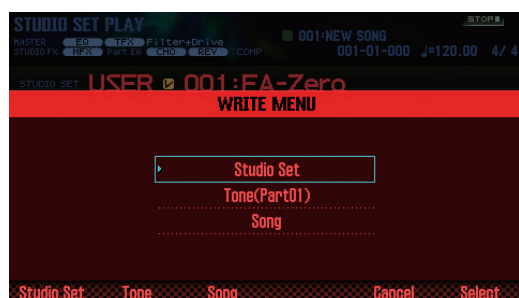 STUDIO SET PLAY
STOP
MASTER EQ TFX Filter+Drive
001:NEW SONG
STUDIO FX MFX Part EQ CHO REV COMP
001-01-000 ♩=120.00 4/4
STUDIO SET USER 001:FA-Zero
WRITE MENU
Studio Set
Tone(Part01)
Song
Studio Set Tone Song Cancel Select